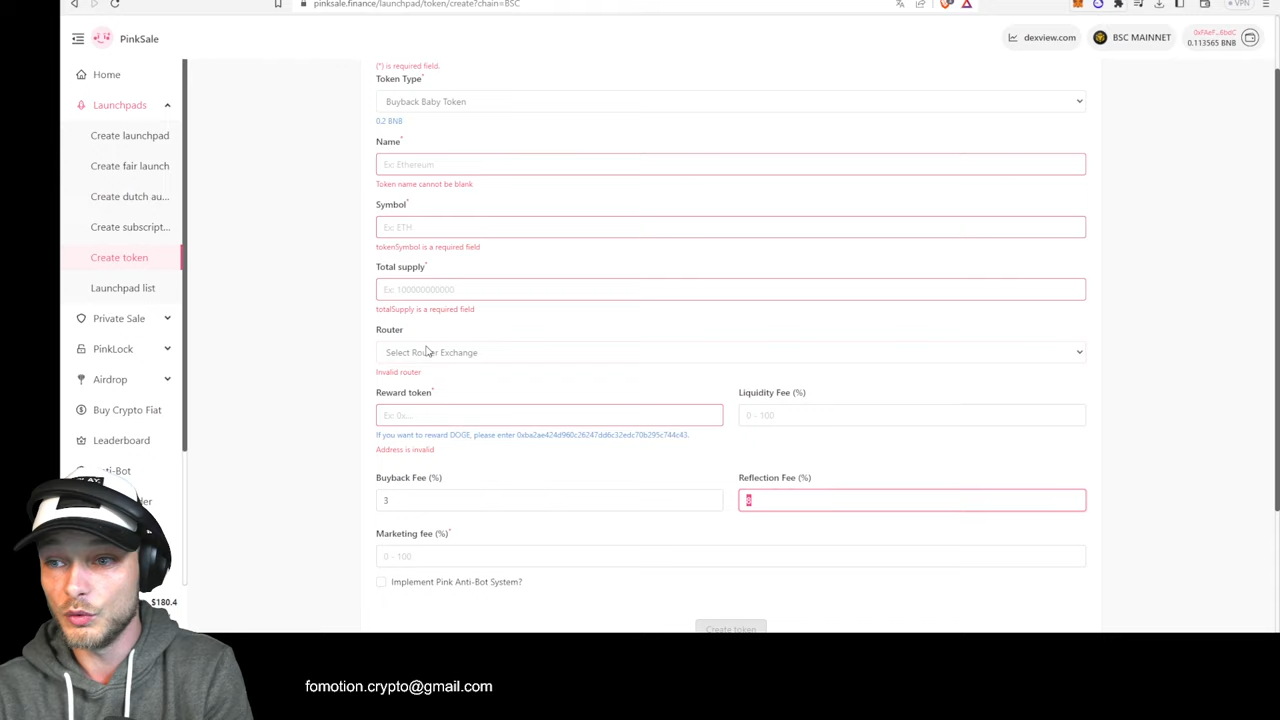 pinksale.finance/launchpad/token/create?chain=BSC
VPN
PinkSale
dexview.com
BSC MAINNET
0xFAeF...6bdC
0.113565 BNB
Home
Launchpads
Create launchpad
Create fair launch
Create dutch au...
Create subscript...
Create token
Launchpad list
Private Sale
PinkLock
Airdrop
Buy Crypto Fiat
Leaderboard
$180.4
(*) is required field.
Token Type*
Buyback Baby Token
0.2 BNB
Name*
Ex: Ethereum
Token name cannot be blank
Symbol*
Ex: ETH
tokenSymbol is a required field
Total supply*
Ex: 100000000000
totalSupply is a required field
Router
Select Router Exchange
Invalid router
Reward token*
Liquidity Fee (%)
Ex: 0x...
0 - 100
If you want to reward DOGE, please enter 0xba2ae424d960c26247dd6c32edc70b295c744c43.
Address is invalid
Buyback Fee (%)
Reflection Fee (%)
3
Marketing fee (%)*
0 - 100
Implement Pink Anti-Bot System?
Create token
fomotion.crypto@gmail.com